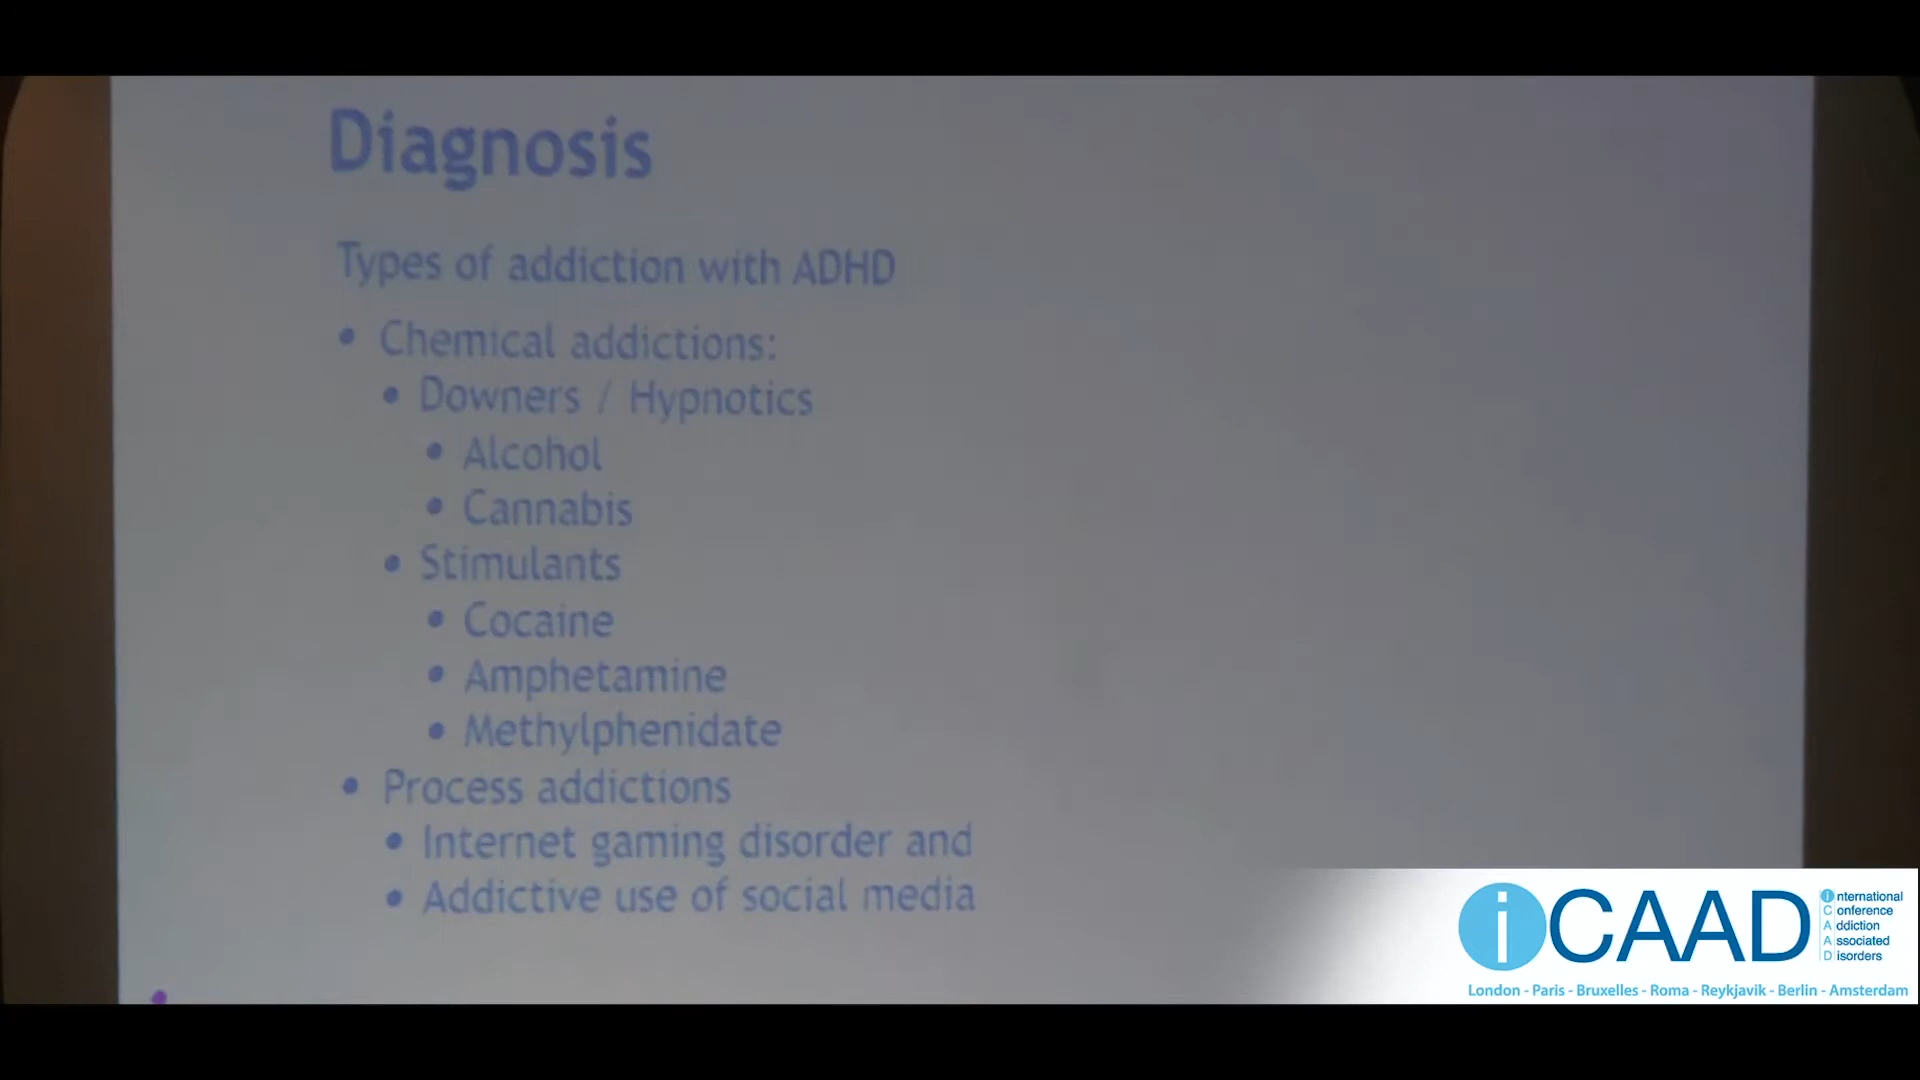 Diagnosis
Types of addiction with ADHD
• Chemical addictions:
• Downers / Hypnotics
• Alcohol
• Cannabis
• Stimulants
• Cocaine
• Amphetamine
• Methylphenidate
• Process addictions
• Internet gaming disorder and
• Addictive use of social media
iCAAD
international
Conference
Addiction
Associated
Disorders
London - Paris - Bruxelles - Roma - Reykjavik - Berlin - Amsterdam